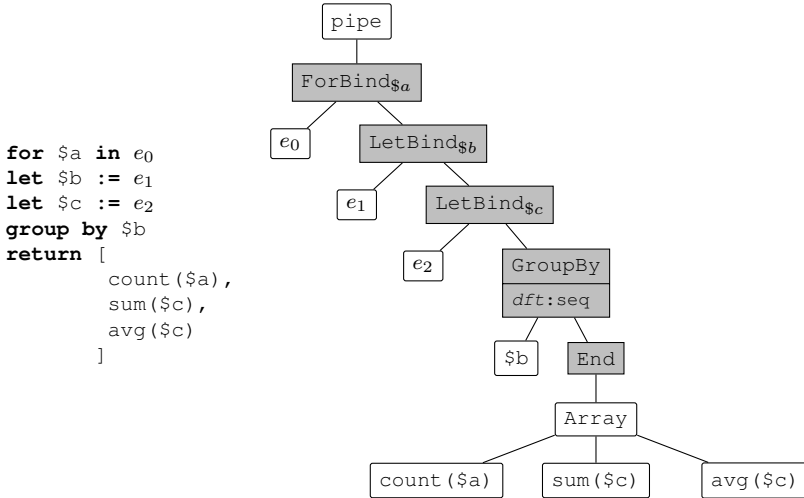 for $a in e0
let $b := e1
let $c := e2
group by $b
return [
count($a),
sum($c),
avg($c)
]
pipe
ForBind$a
e0
LetBind$b
e1
LetBind$c
e2
GroupBy
dft:seq
$b
End
Array
count($a)
sum($c)
avg($c)